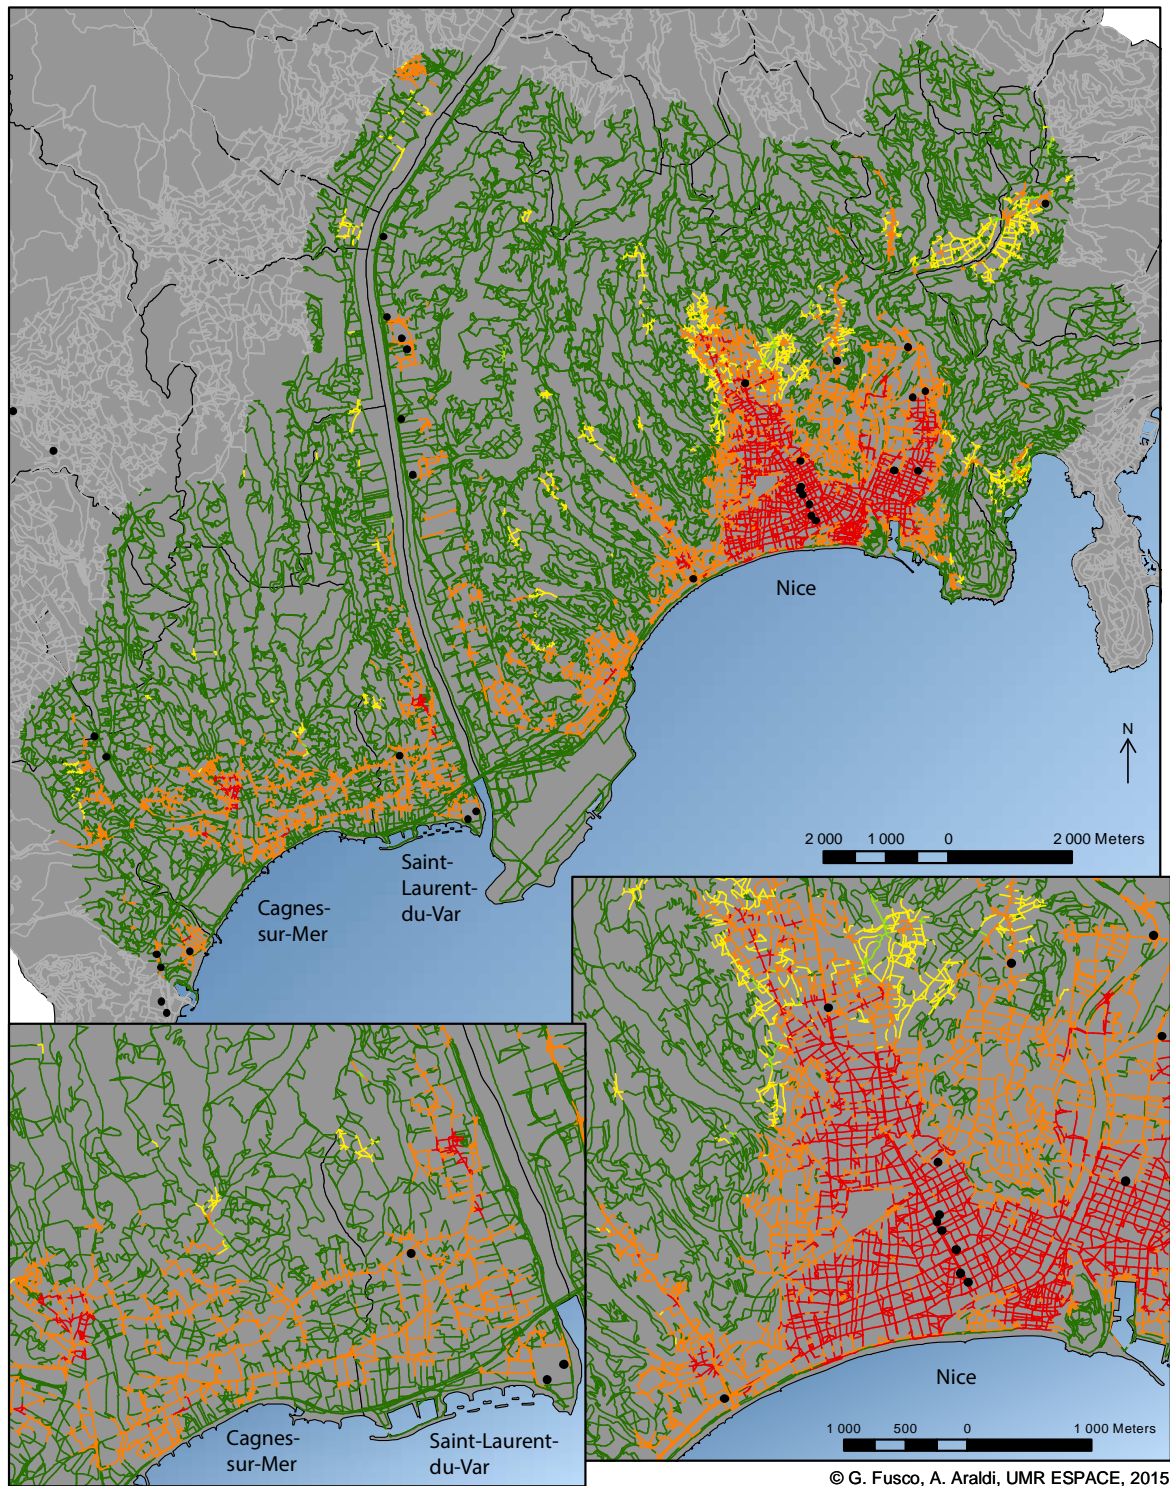 Nice
N
2 000 1 000 0 2 000 Meters
Saint-
Laurent-
du-Var
Cagnes-
sur-Mer
Nice
Cagnes-
sur-Mer
Saint-Laurent-
du-Var
1 000 500 0 1 000 Meters
© G. Fusco, A. Araldi, UMR ESPACE, 2015